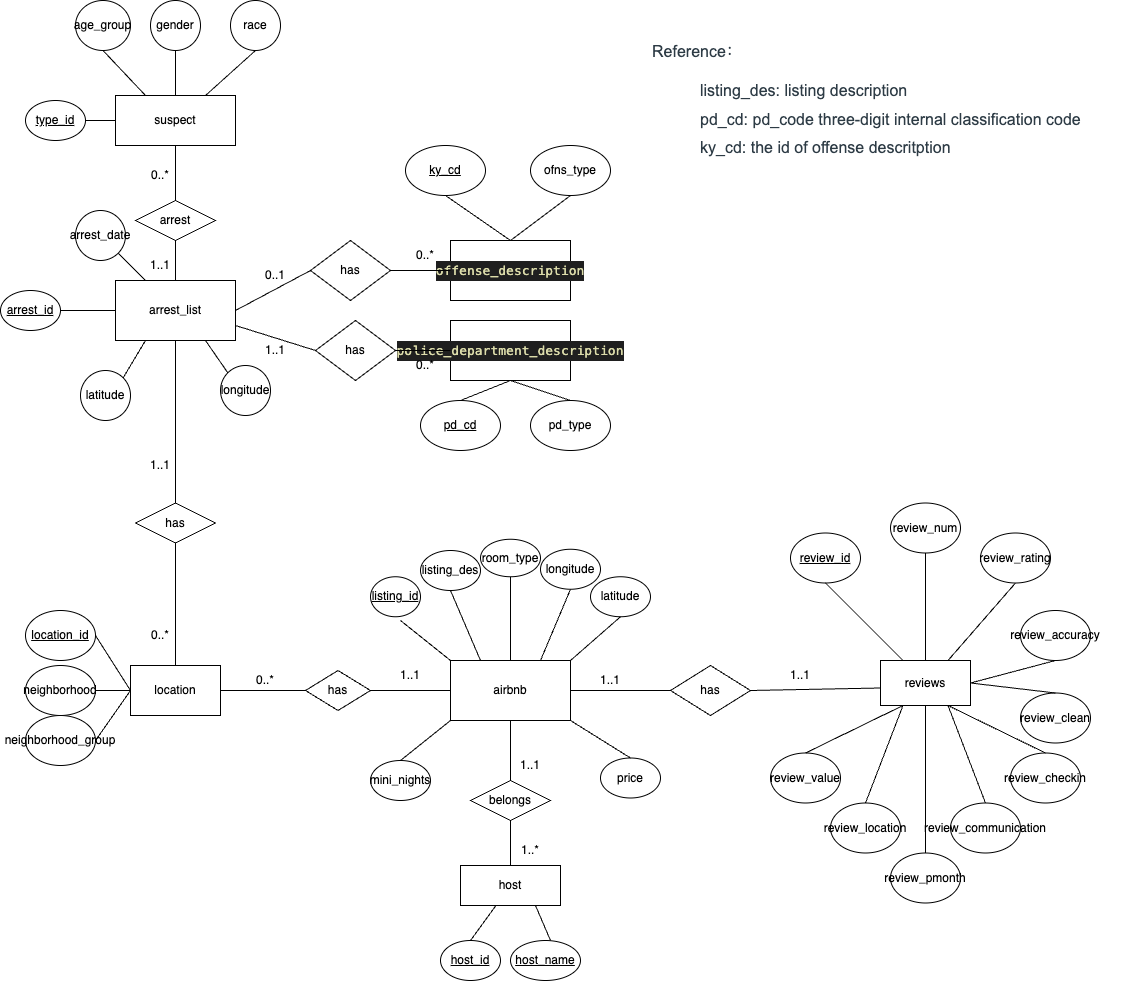 age_group
gender
race
Reference：
listing_des: listing description
pd_cd: pd_code three-digit internal classification code
ky_cd: the id of offense descritption
type_id
suspect
0..*
arrest
arrest_date
1..1
ky_cd
ofns_type
0..*
0..1
has
offense_description
arrest_id
arrest_list
1..1
has
police_department_description
0..*
latitude
longitude
pd_cd
pd_type
1..1
has
0..*
location_id
neighborhood
neighborhood_group
location
0..*
has
1..1
listing_id
listing_des
room_type
longitude
latitude
airbnb
mini_nights
price
1..1
has
1..1
review_id
review_num
review_rating
review_accuracy
reviews
review_clean
review_checkin
review_value
review_location
review_communication
review_pmonth
1..1
belongs
1..*
host
host_id
host_name